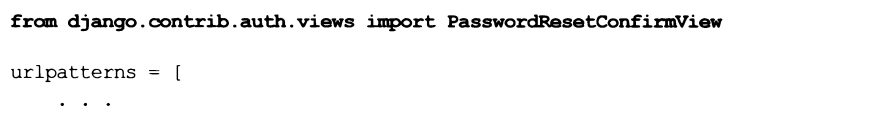 from django.contrib.auth.views import PasswordResetConfirmView
urlpatterns = [
    . . .